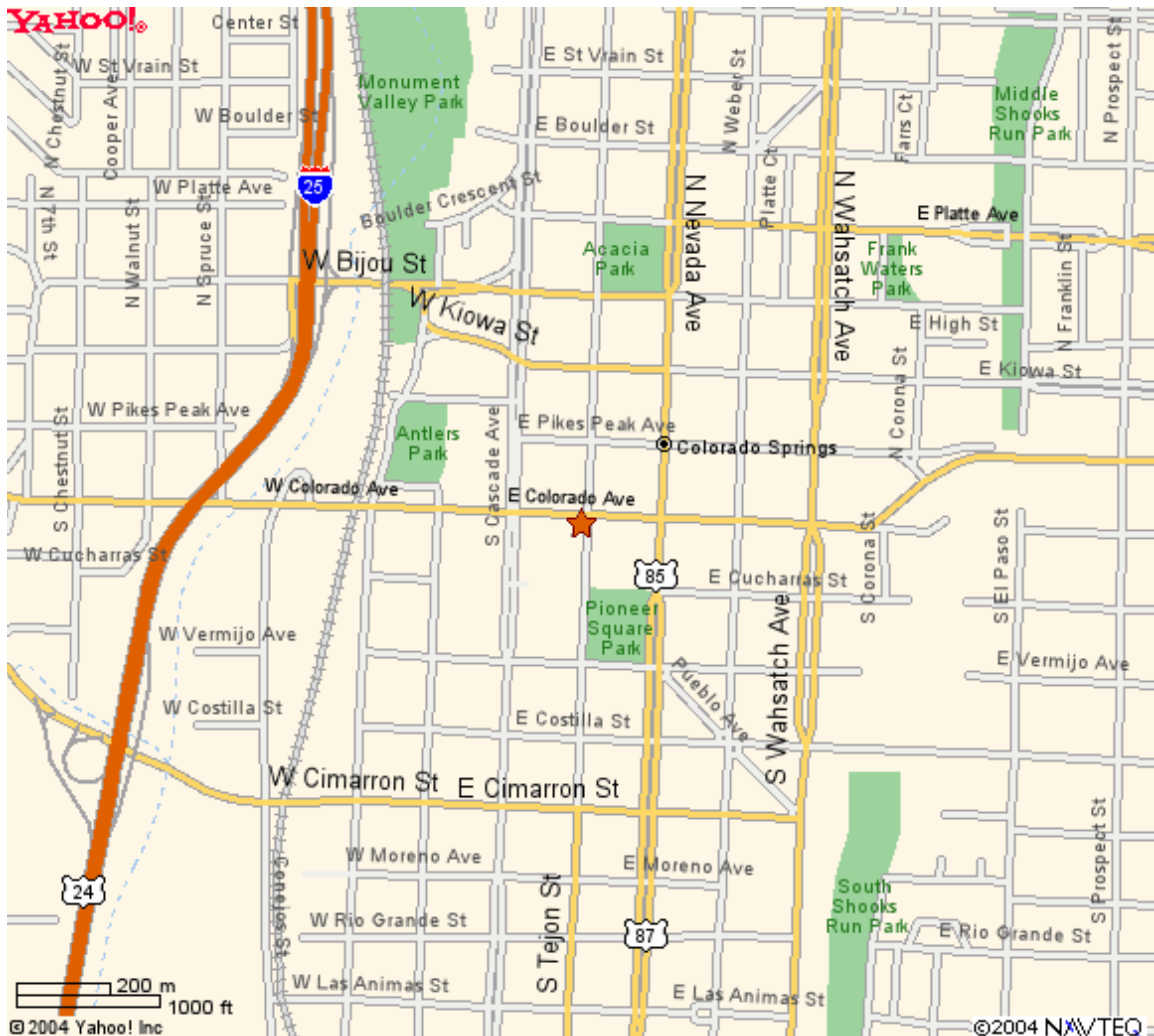 YAHOO!®
Center St
E St Vrain St
W St Vrain St
Monument
Valley Park
Middle
Shooks
Run Park
N Chestnut St
Cooper Ave
W Boulder St
E Boulder St
N Weber St
Farris Ct
N Prospect St
W Platte Ave
25
Boulder Crescent St
Platte Ct
N 7th St
N Walnut St
N Spruce St
N Nevada Ave
N Wahsatch Ave
E Platte Ave
W Bijou St
Acacia
Park
Frank
Waters
Park
N Franklin St
W Kiowa St
E High St
E Kiowa St
W Pikes Peak Ave
E Pikes Peak Ave
N Corona St
Antlers
Park
Colorado Springs
S Chestnut St
S Cascade Ave
W Colorado Ave
E Colorado Ave
W Cucharras St
85
E Cucharras St
S Corona St
S El Paso St
Pioneer
Square
Park
W Vermijo Ave
E Vermijo Ave
Pueblo Ave
S Wahsatch Ave
W Costilla St
E Costilla St
W Cimarron St
E Cimarron St
W Moreno Ave
E Moreno Ave
24
Conejos St
S Tejon St
South
Shooks
Run Park
S Prospect St
W Rio Grande St
87
E Rio Grande St
W Las Animas St
E Las Animas St
200 m
1000 ft
©2004 Yahoo! Inc
©2004 NAVTEQ